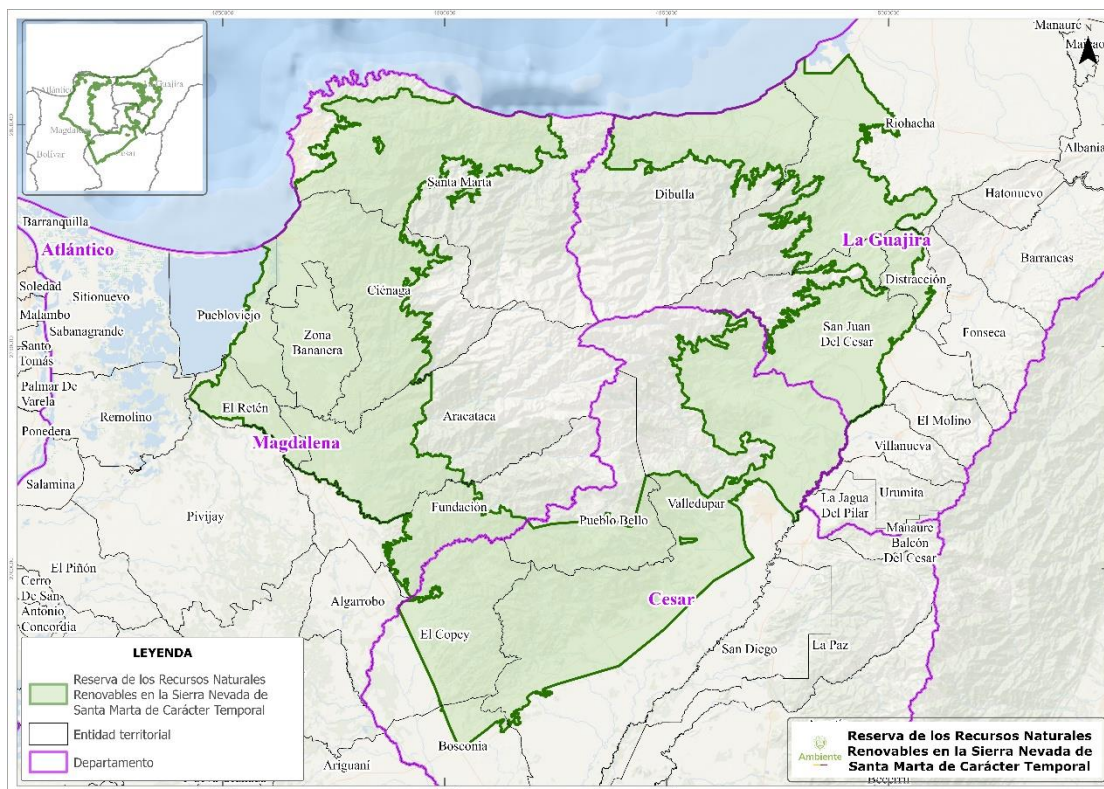 Atlántico
La Guajira
Magdalena
Bolívar
Manaure
N
Riohacha
Albania
Santa Marta
Dibulla
Hatonuevo
Barranquilla
Atlántico
La Guajira
Barrancas
Soledad
Sitionuevo
Puebloviejo
Ciénaga
Distracción
Malambo
Sabanagrande
San Juan
Del Cesar
Fonseca
Santo
Tomás
Zona
Bananera
Palmar De
Varela
Remolino
El Retén
Aracataca
El Molino
Ponedera
Magdalena
Villanueva
Salamina
Fundación
Valledupar
La Jagua
Del Pilar
Urumita
Pivijay
Pueblo Bello
Manaure
Balcón
Del Cesar
El Piñón
Cerro
De San
Antonio
Concordia
Algarrobo
Cesar
El Copey
San Diego
La Paz
Bosconia
Ariguaní
Becerril
LEYENDA
Reserva de los Recursos Naturales
Renovables en la Sierra Nevada de
Santa Marta de Carácter Temporal
Entidad territorial
Departamento
Ambiente
Reserva de los Recursos Naturales
Renovables en la Sierra Nevada de
Santa Marta de Carácter Temporal